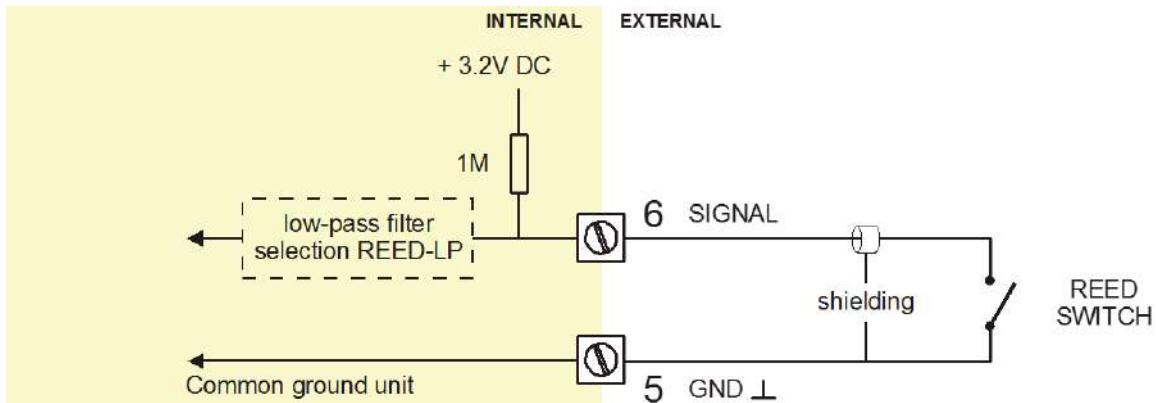 INTERNAL EXTERNAL
+ 3.2V DC
1M
low-pass filter
selection REED-LP
6 SIGNAL
shielding
REED
SWITCH
Common ground unit
5 GND ⊥